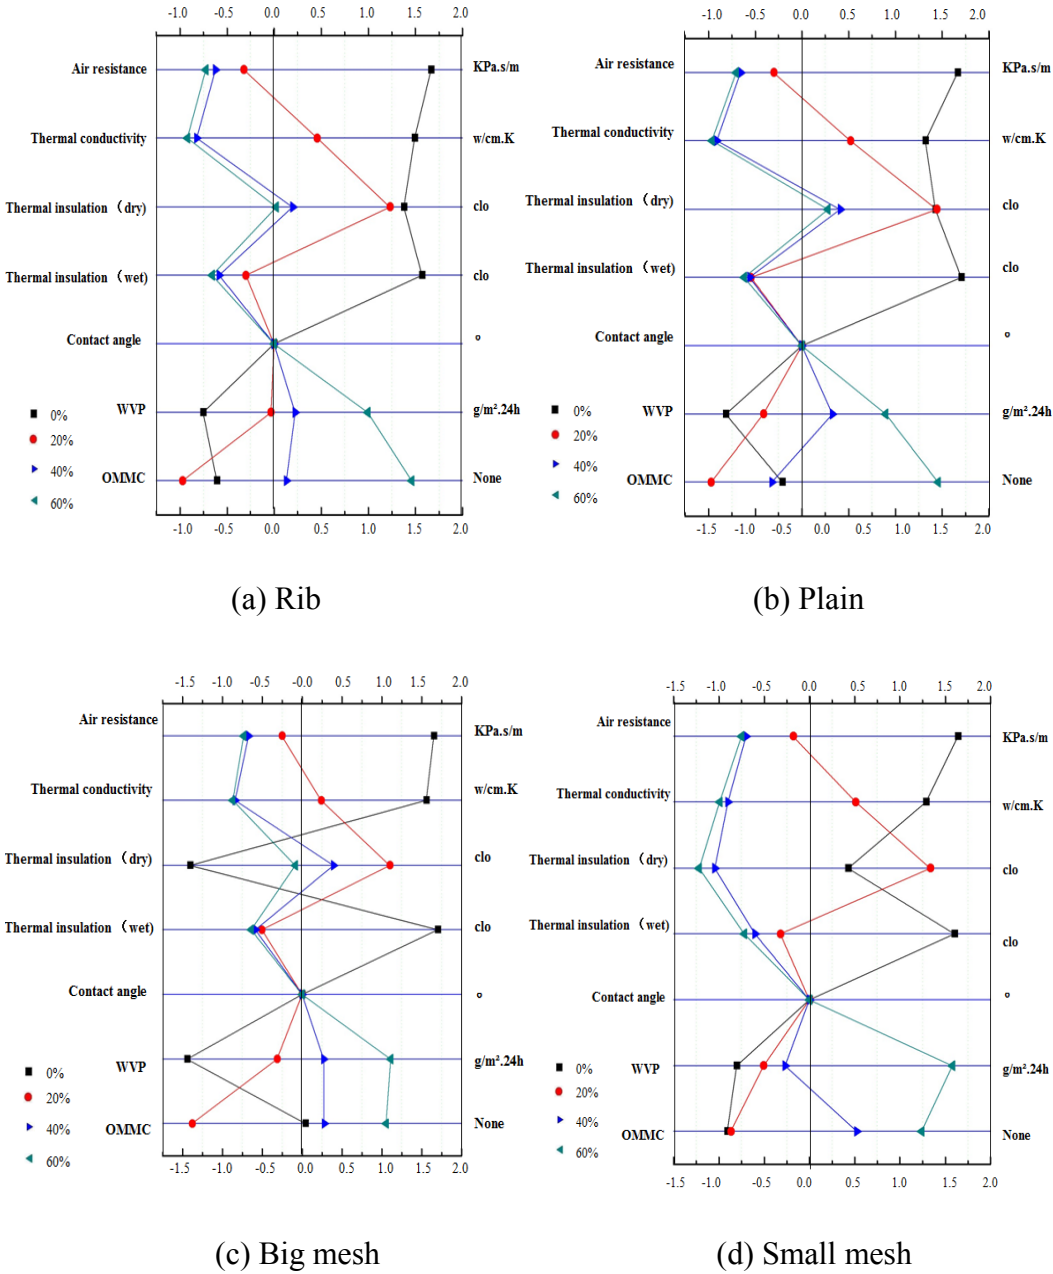 -1.0 -0.5 0.0 0.5 1.0 1.5 2.0
Air resistance KPa.s/m
Thermal conductivity w/cm.K
Thermal insulation（dry) clo
Thermal insulation（wet) clo
Contact angle °
WVP g/m².24h
OMMC None
0%
20%
40%
60%
-1.0 -0.5 0.0 0.5 1.0 1.5 2.0
(a) Rib
-1.0 -0.5 0.0 0.5 1.0 1.5 2.0
Air resistance KPa.s/m
Thermal conductivity w/cm.K
Thermal insulation（dry) clo
Thermal insulation（wet) clo
Contact angle °
WVP g/m².24h
OMMC None
0%
20%
40%
60%
-1.5 -1.0 -0.5 0.0 0.5 1.0 1.5 2.0
(b) Plain
-1.5 -1.0 -0.5 -0.0 0.5 1.0 1.5 2.0
Air resistance KPa.s/m
Thermal conductivity w/cm.K
Thermal insulation（dry) clo
Thermal insulation（wet) clo
Contact angle °
WVP g/m².24h
OMMC None
0%
20%
40%
60%
-1.5 -1.0 -0.5 0.0 0.5 1.0 1.5 2.0
(c) Big mesh
-1.5 -1.0 -0.5 0.0 0.5 1.0 1.5 2.0
Air resistance KPa.s/m
Thermal conductivity w/cm.K
Thermal insulation（dry) clo
Thermal insulation（wet) clo
Contact angle °
WVP g/m².24h
OMMC None
0%
20%
40%
60%
-1.5 -1.0 -0.5 0.0 0.5 1.0 1.5 2.0
(d) Small mesh